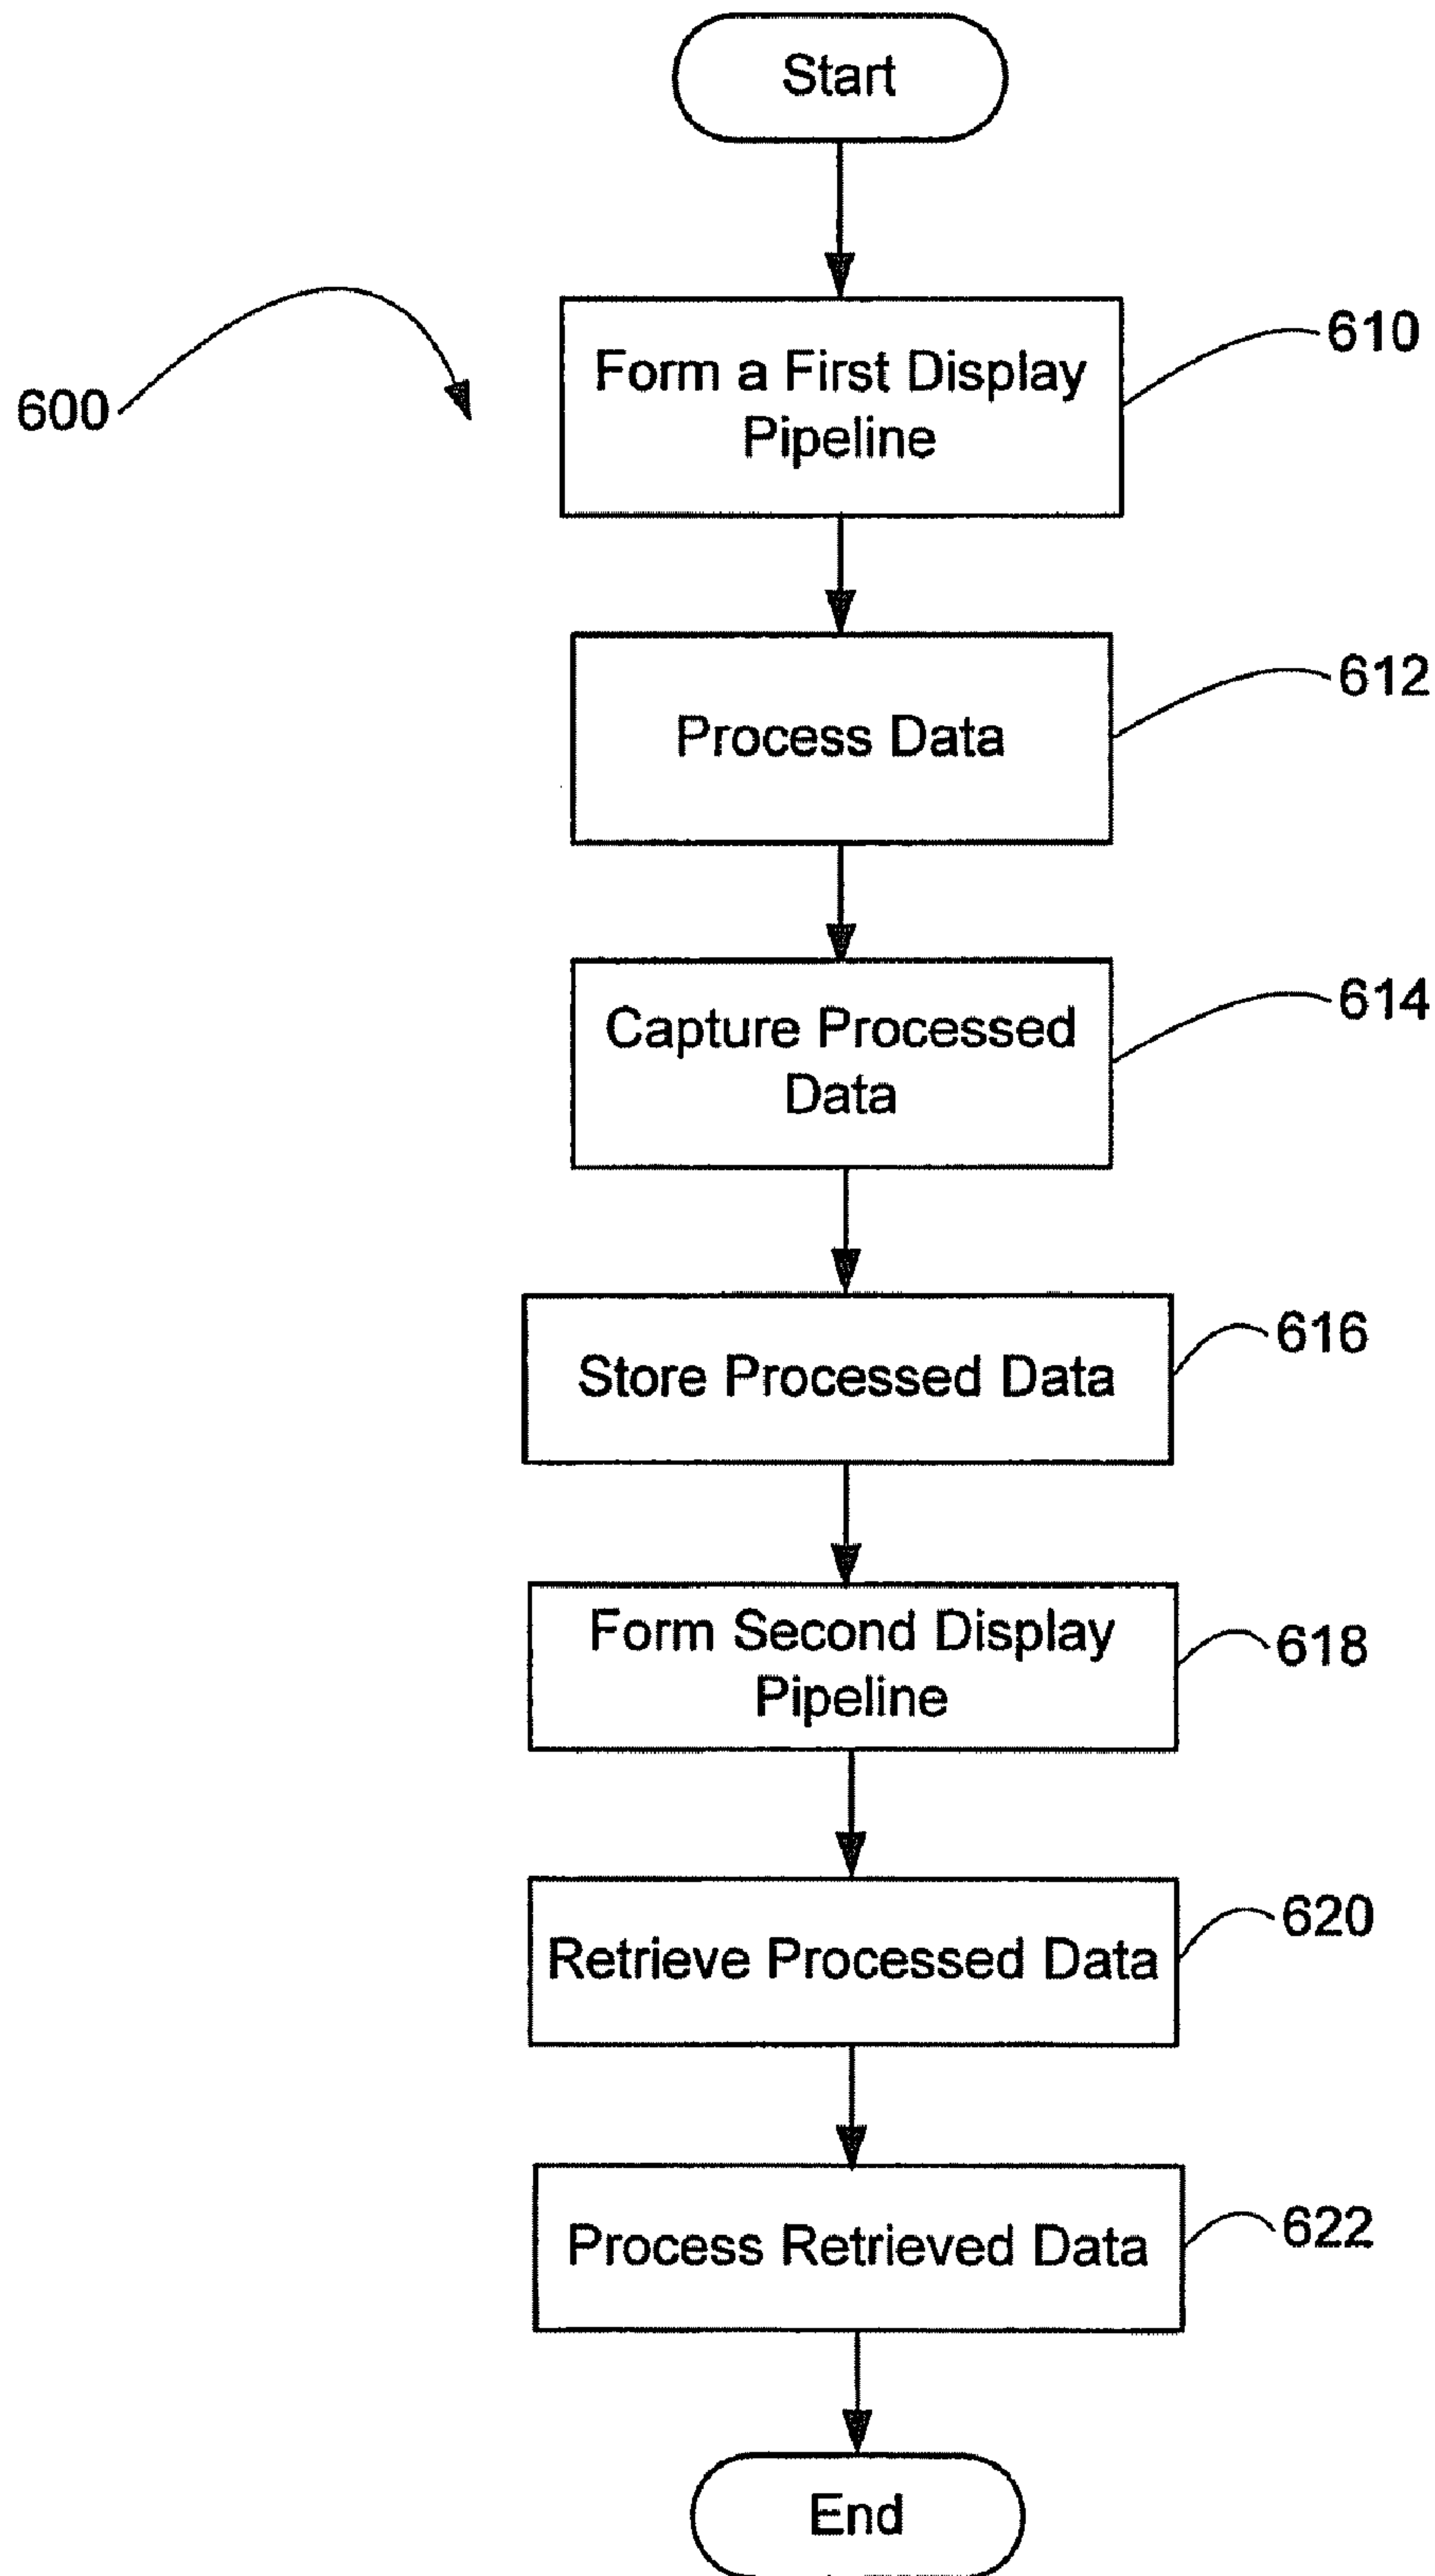 Start
600
Form a First Display
Pipeline
610
Process Data
612
Capture Processed
Data
614
Store Processed Data
616
Form Second Display
Pipeline
618
Retrieve Processed Data
620
Process Retrieved Data
622
End